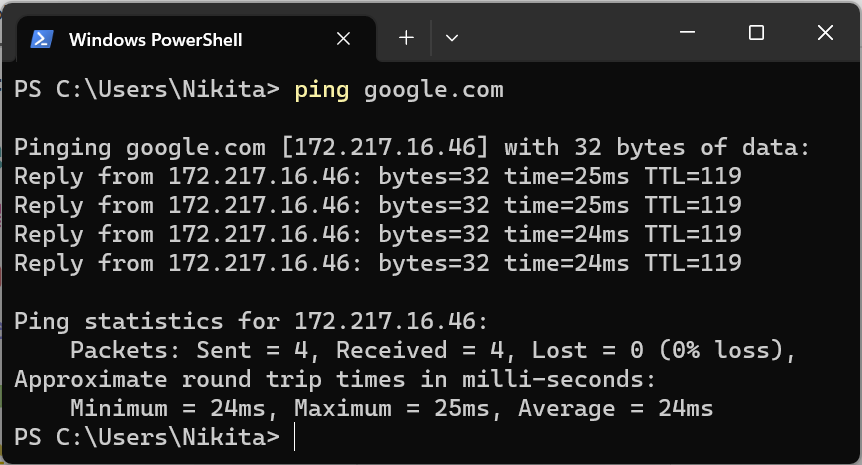 Windows PowerShell
PS C:\Users\Nikita> ping google.com
Pinging google.com [172.217.16.46] with 32 bytes of data:
Reply from 172.217.16.46: bytes=32 time=25ms TTL=119
Reply from 172.217.16.46: bytes=32 time=25ms TTL=119
Reply from 172.217.16.46: bytes=32 time=24ms TTL=119
Reply from 172.217.16.46: bytes=32 time=24ms TTL=119
Ping statistics for 172.217.16.46:
    Packets: Sent = 4, Received = 4, Lost = 0 (0% loss),
Approximate round trip times in milli-seconds:
    Minimum = 24ms, Maximum = 25ms, Average = 24ms
PS C:\Users\Nikita>